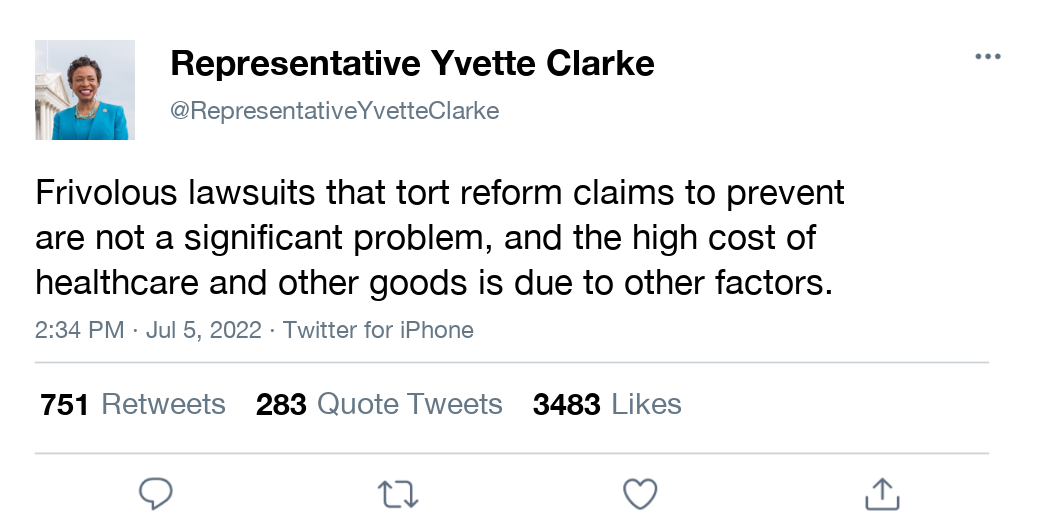 Representative Yvette Clarke
@RepresentativeYvetteClarke
Frivolous lawsuits that tort reform claims to prevent
are not a significant problem, and the high cost of
healthcare and other goods is due to other factors.
2:34 PM · Jul 5, 2022 · Twitter for iPhone
751 Retweets 283 Quote Tweets 3483 Likes